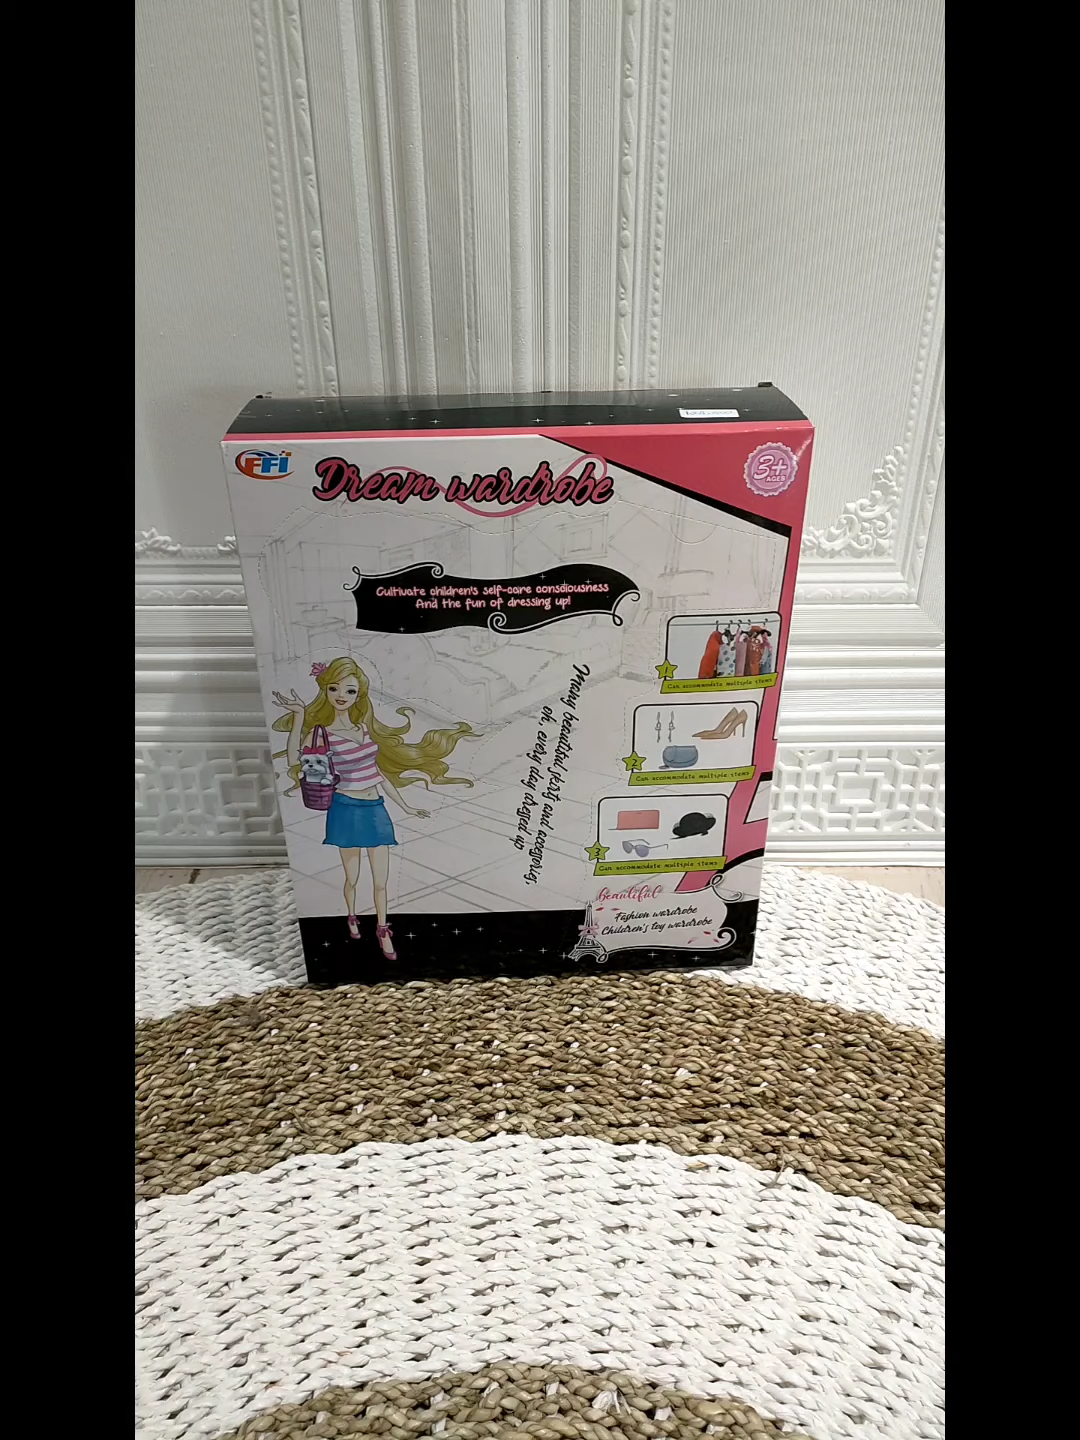 FFi
Dream wardrobe
3+
AGES
Cultivate children's self-care consciousness
And the fun of dressing up!
Many beautiful skirt and accessories,
oh, every day dressed up
1
Can accommodate multiple items
2
Can accommodate multiple items
3
Can accommodate multiple items
Beautiful
Fashion wardrobe
Children's toy wardrobe